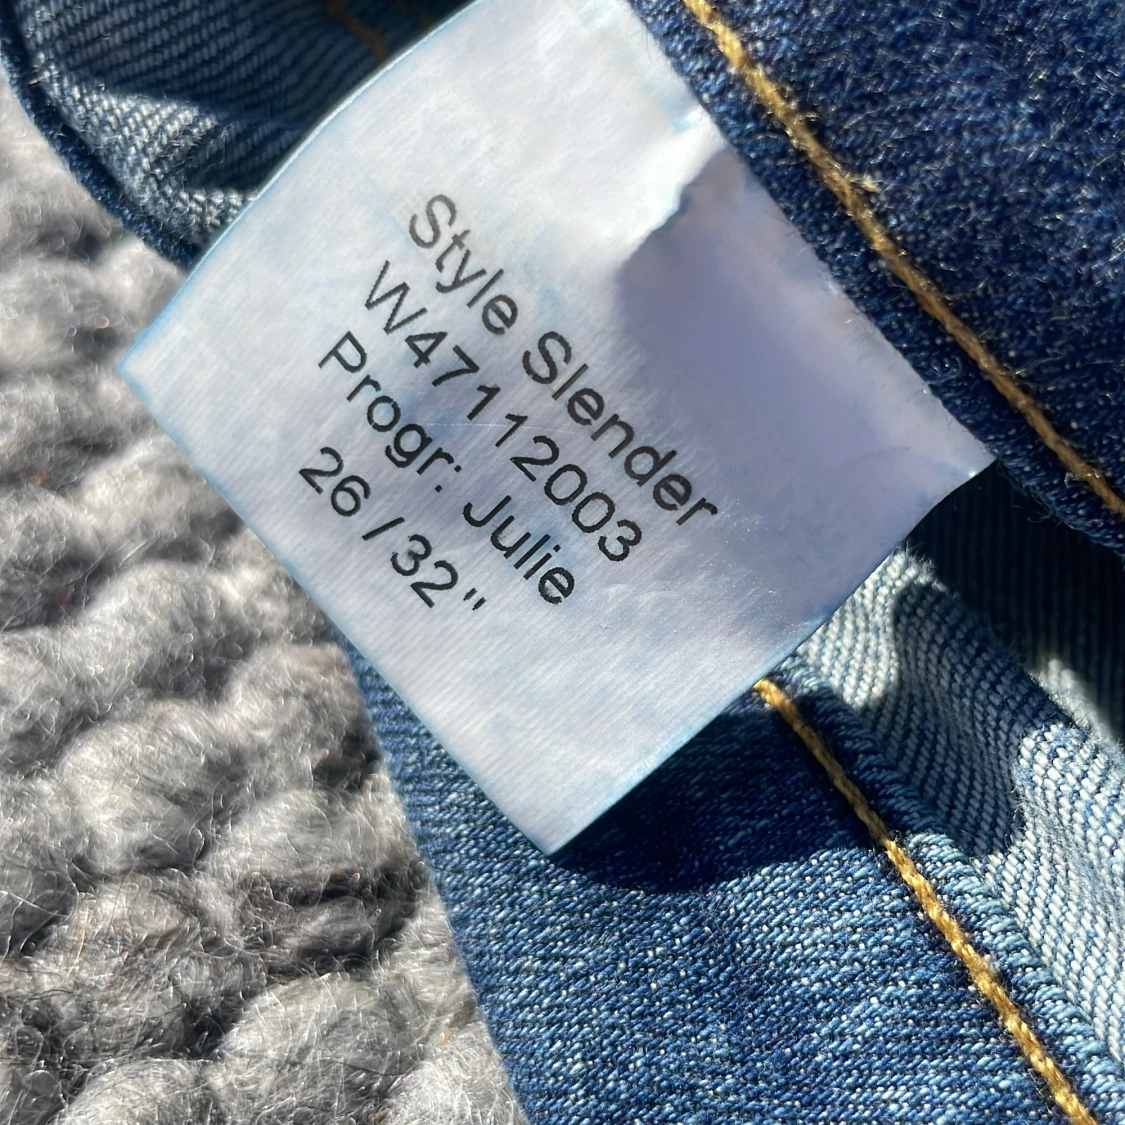 Style Slender
W47112003
Progr: Julie
26 /32"